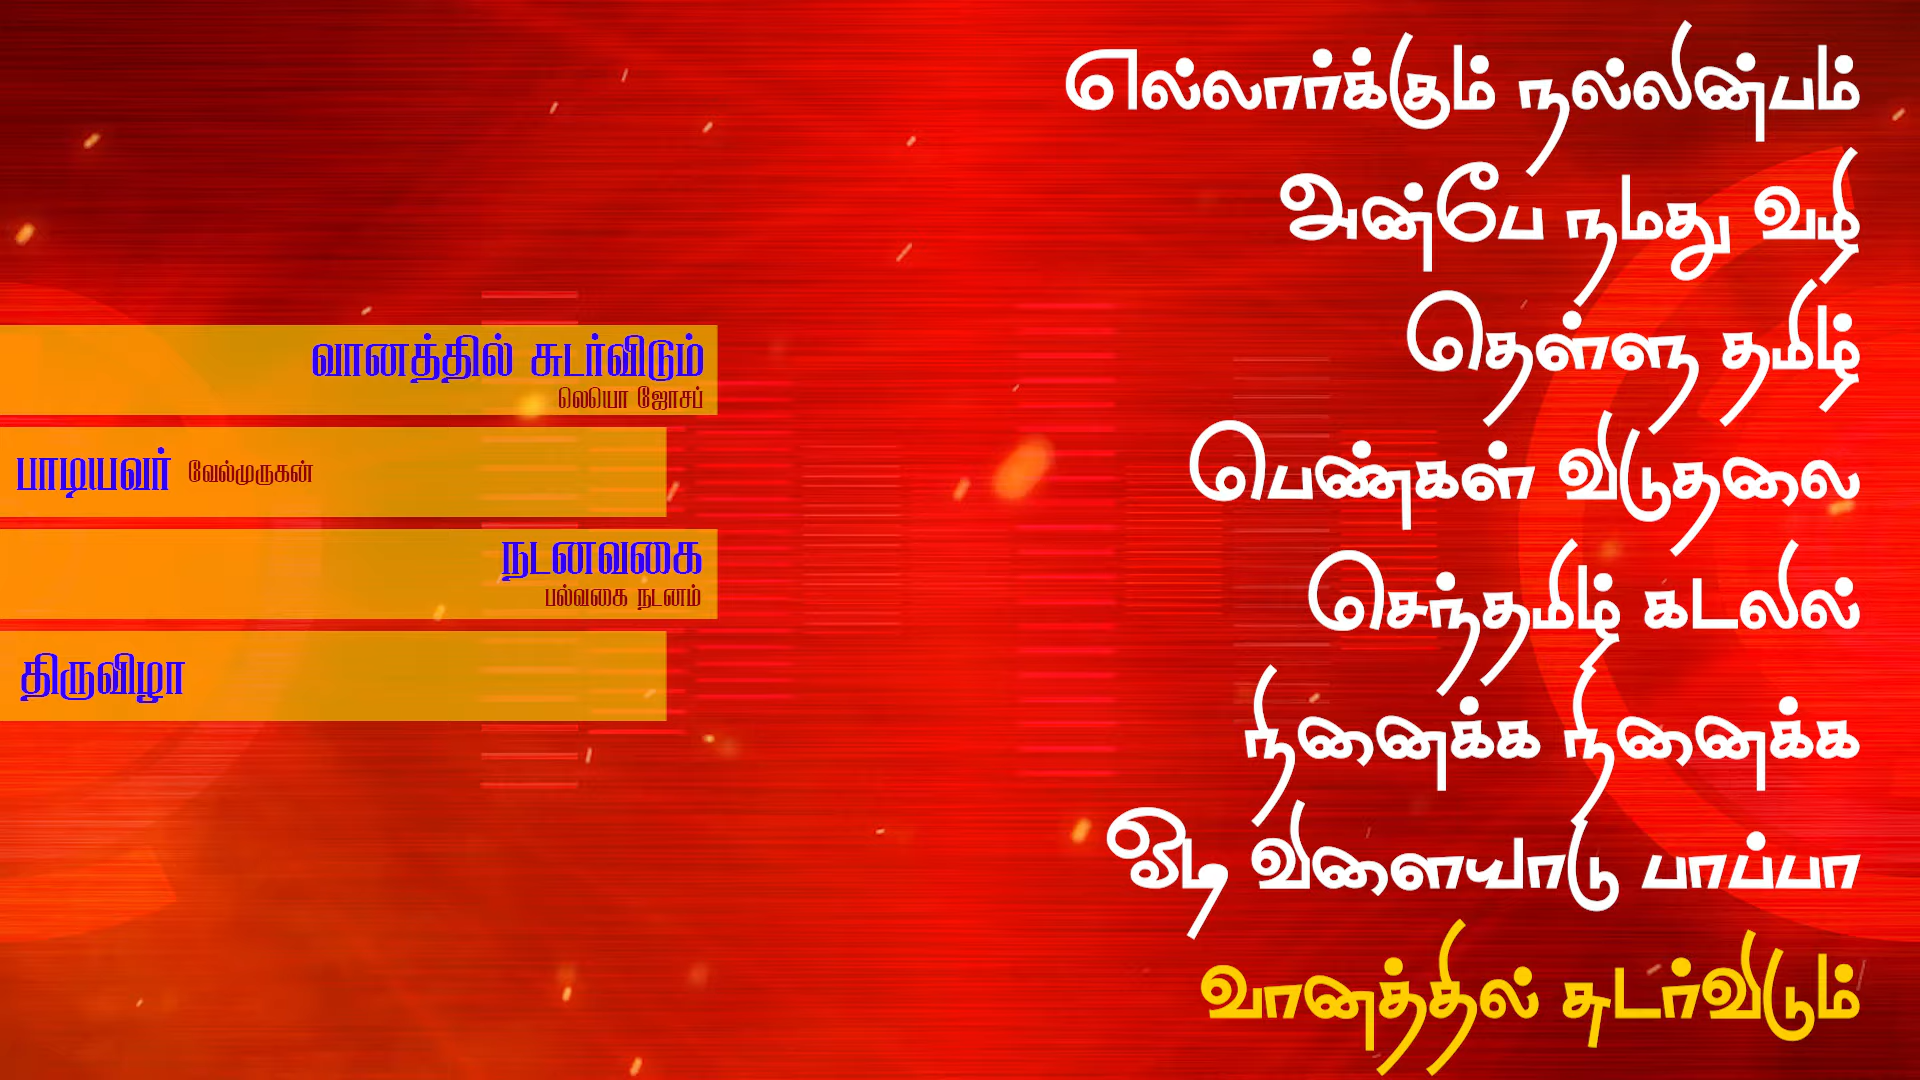 வானத்தில் சுடர்விடும்
லெயொ ஜோசப்
பாடியவர் வேல்முருகன்
நடனவகை
பல்வகை நடனம்
திருவிழா
எல்லார்க்கும் நல்லின்பம்
அன்பே நமது வழி
தெள்ளு தமிழ்
பெண்கள் விடுதலை
செந்தமிழ் கடலில்
நினைக்க நினைக்க
ஓடி விளையாடு பாப்பா
வானத்தில் சுடர்விடும்